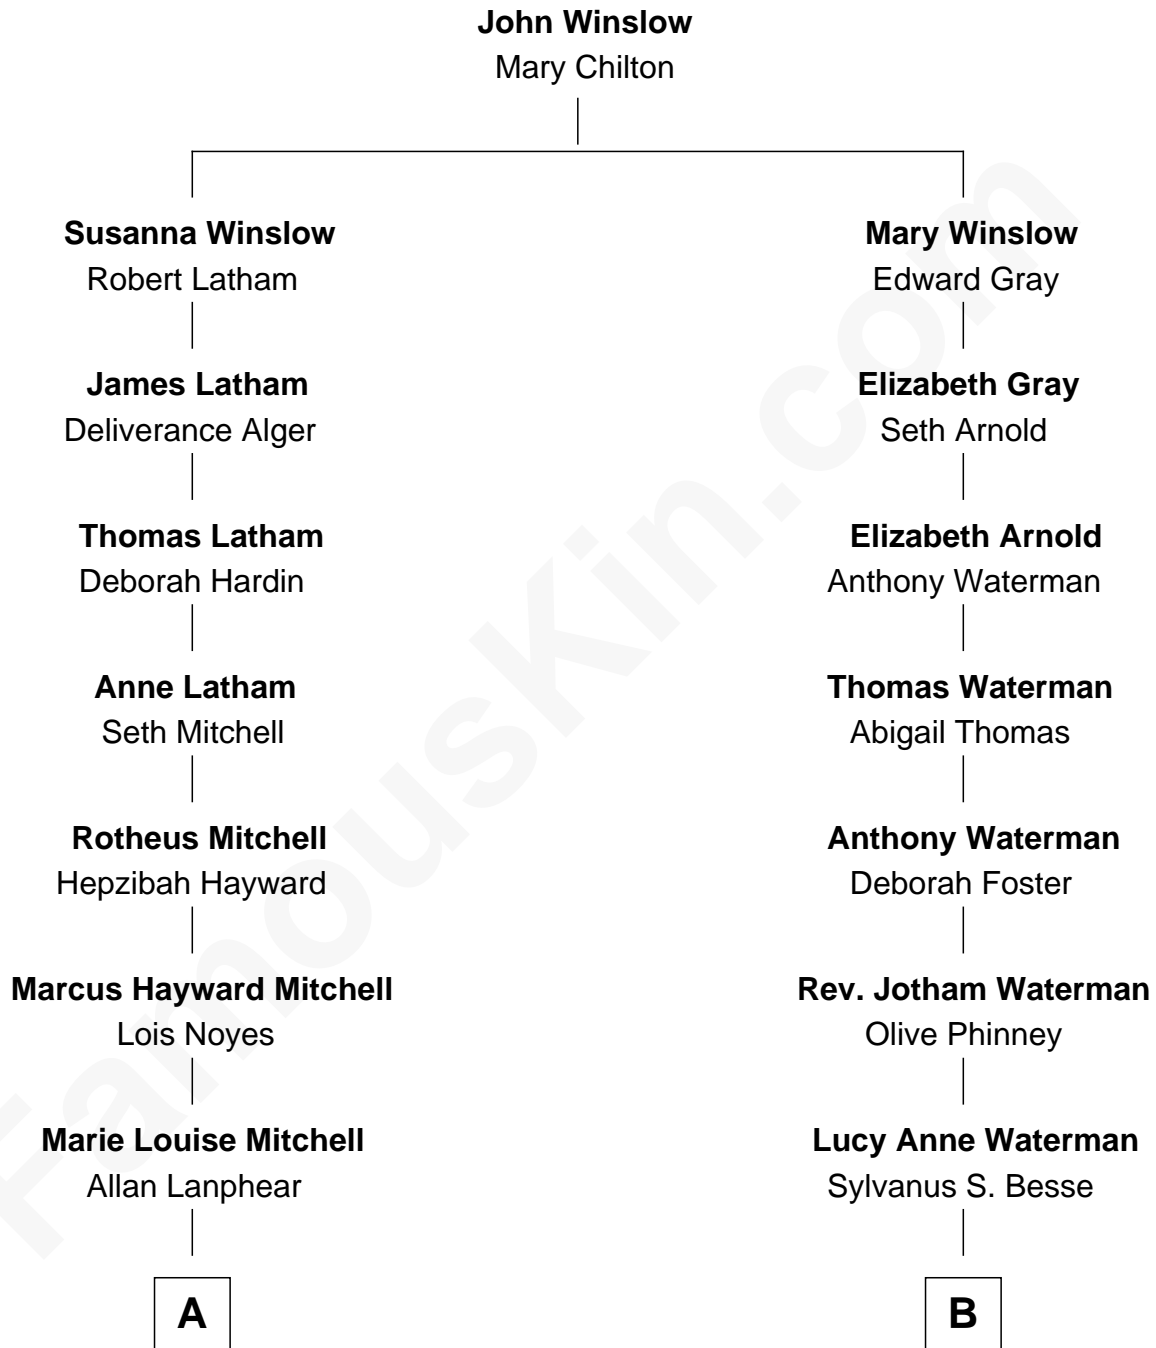 John Winslow
Mary Chilton
Susanna Winslow
Robert Latham
Mary Winslow
Edward Gray
James Latham
Deliverance Alger
Elizabeth Gray
Seth Arnold
Thomas Latham
Deborah Hardin
Elizabeth Arnold
Anthony Waterman
Anne Latham
Seth Mitchell
Thomas Waterman
Abigail Thomas
Rotheus Mitchell
Hepzibah Hayward
Anthony Waterman
Deborah Foster
Marcus Hayward Mitchell
Lois Noyes
Rev. Jotham Waterman
Olive Phinney
Marie Louise Mitchell
Allan Lanphear
Lucy Anne Waterman
Sylvanus S. Besse
A
B
FamousKin.com